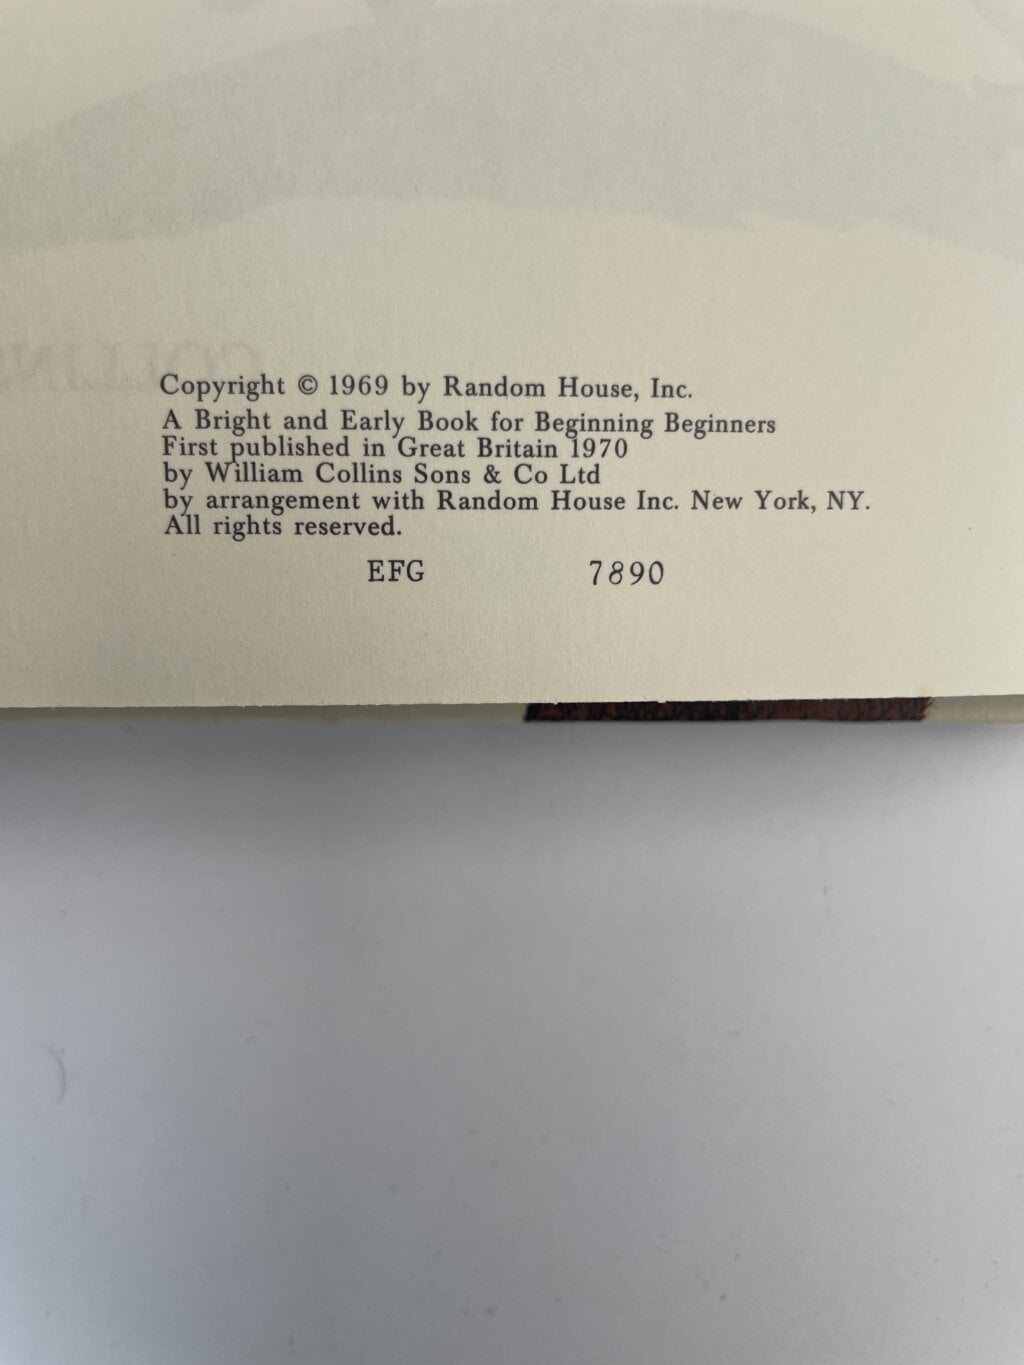 Copyright © 1969 by Random House, Inc.
A Bright and Early Book for Beginning Beginners
First published in Great Britain 1970
by William Collins Sons & Co Ltd
by arrangement with Random House Inc. New York, NY.
All rights reserved.
EFG 7890